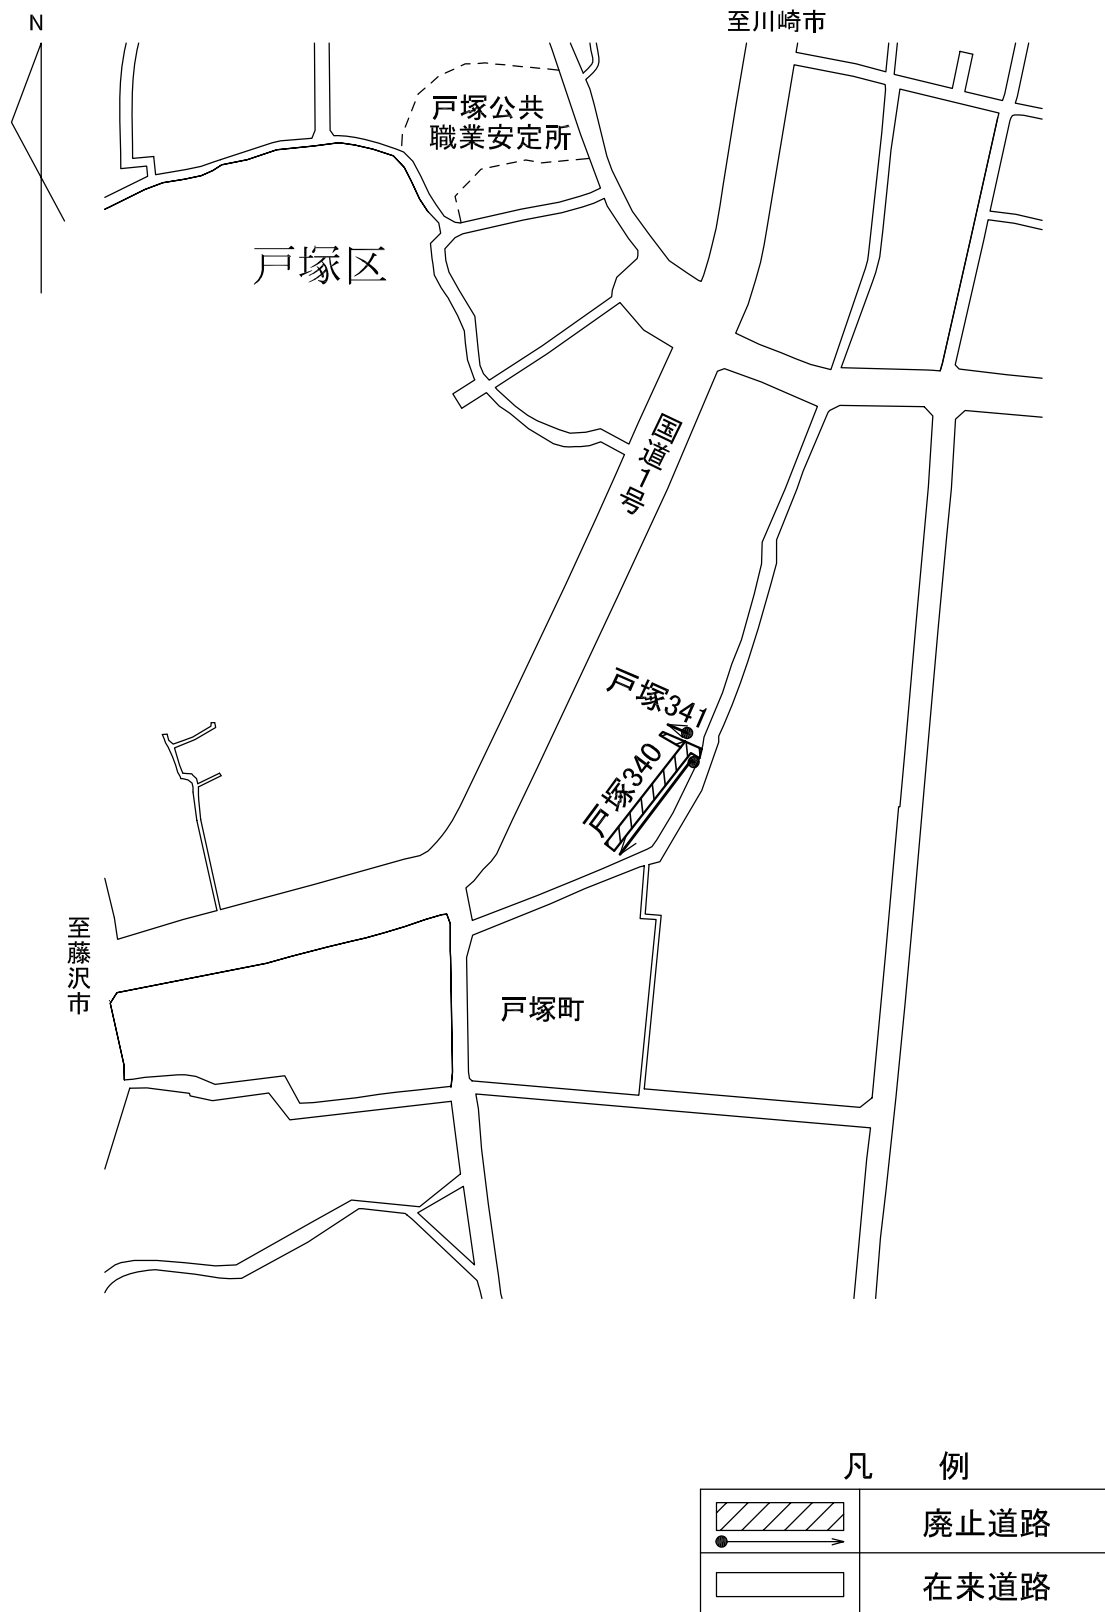 N
至川崎市
戸塚公共
職業安定所
戸塚区
国道1号
戸塚341
戸塚340
至藤沢市
戸塚町
凡 例
廃止道路
在来道路